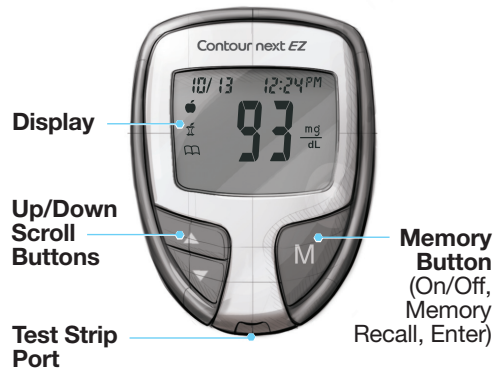 Contour next EZ
10/13 12:24PM
93 mg/dL
Display
Up/Down
Scroll
Buttons
M
Memory
Button
(On/Off,
Memory
Recall, Enter)
Test Strip
Port